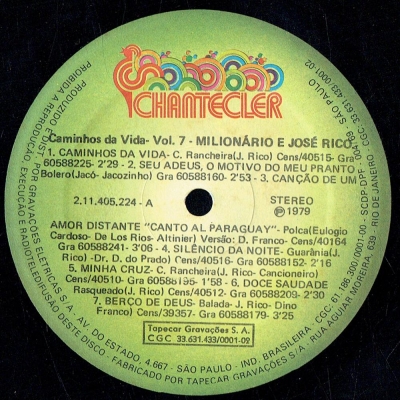 CHANTECLER
Caminhos da Vida- Vol. 7 - MILIONÁRIO E JOSÉ RICO
1. CAMINHOS DA VIDA- C. Rancheira(J. Rico) Cens/40515- Gra
60588225- 2'29 - 2. SEU ADEUS, O MOTIVO DO MEU PRANTO
Bolero(Jacó- Jacozinho) Gra 60588160- 2'53 - 3. CANÇÃO DE UM
2.11.405.224 - A
STEREO
℗ 1979
AMOR DISTANTE "CANTO AL PARAGUAY"- Polca(Eulogio
Cardoso- De Los Rios- Altinier) Versão: D. Franco- Cens/40164
Gra 60588241- 3'06 - 4. SILÊNCIO DA NOITE- Guarânia(J. Rico
-Dr. D. do Prado) Cens/40516- Gra 60588152- 2'16
5. MINHA CRUZ- C. Rancheira(J. Rico- Cancioneiro)
Cens/40510- Gra 60588195- 1'58 - 6. DOCE SAUDADE
Rasqueado(J. Rico) Cens/40512- Gra 60588209- 2'30
7. BERÇO DE DEUS- Balada- J. Rico- Dino
Franco) Cens/39357- Gra 60588179- 3'25
Tapecar Gravações S. A.
CGC 33.631.433/0001-02
PRODUZIDO E DIST. POR GRAVAÇÕES ELÉTRICAS S/A - AV. DO ESTADO, 4.667 - SÃO PAULO - IND. BRASILEIRA - CGC: 61.186.300/0001-00 - SCDP-DPF
PROIBIDA A REPRODUÇÃO, EXECUÇÃO E RADIOTELEDIFUSÃO DESTE DISCO - FABRICADO POR TAPECAR GRAVAÇÕES S/A - RUA AGUIAR MOREIRA, 639 - RIO DE JANEIRO - CGC: 33.631.433/0001-02